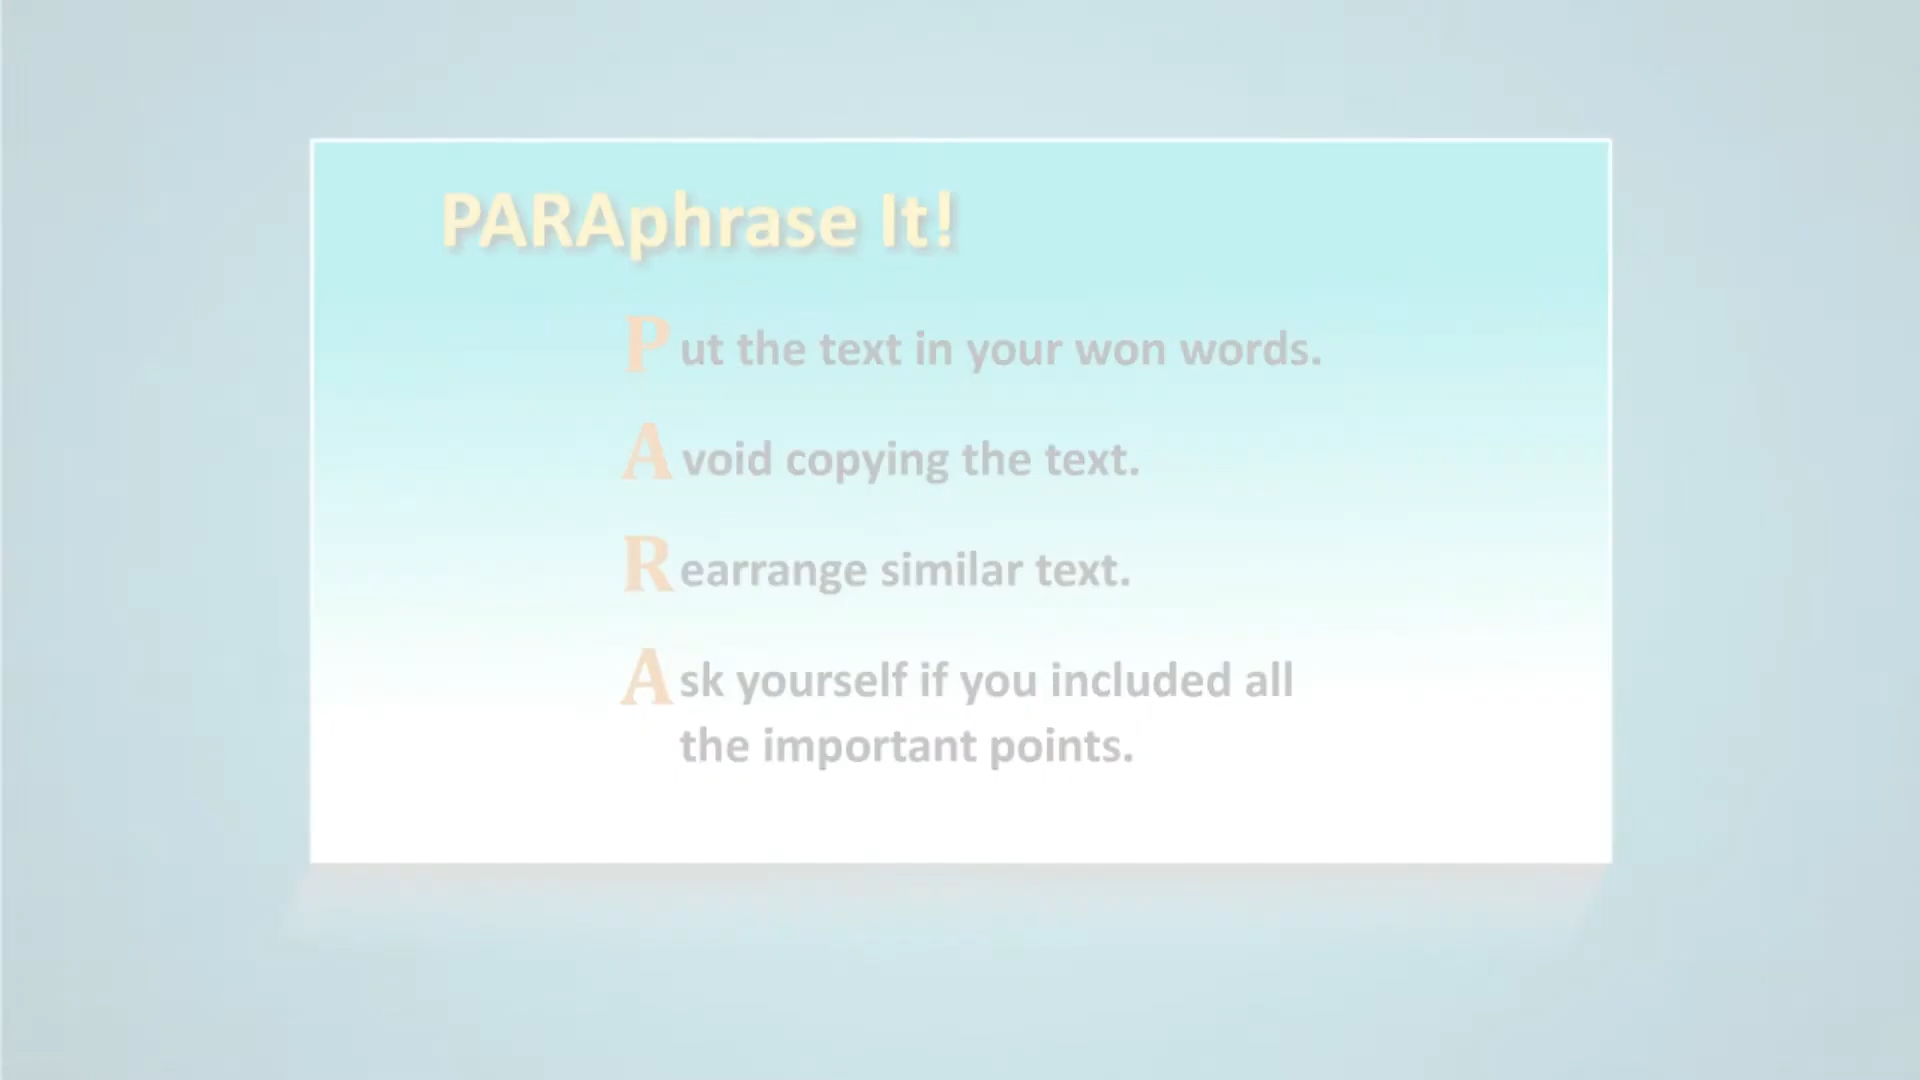 PARAphrase It!
Put the text in your won words.
Avoid copying the text.
Rearrange similar text.
Ask yourself if you included all
the important points.